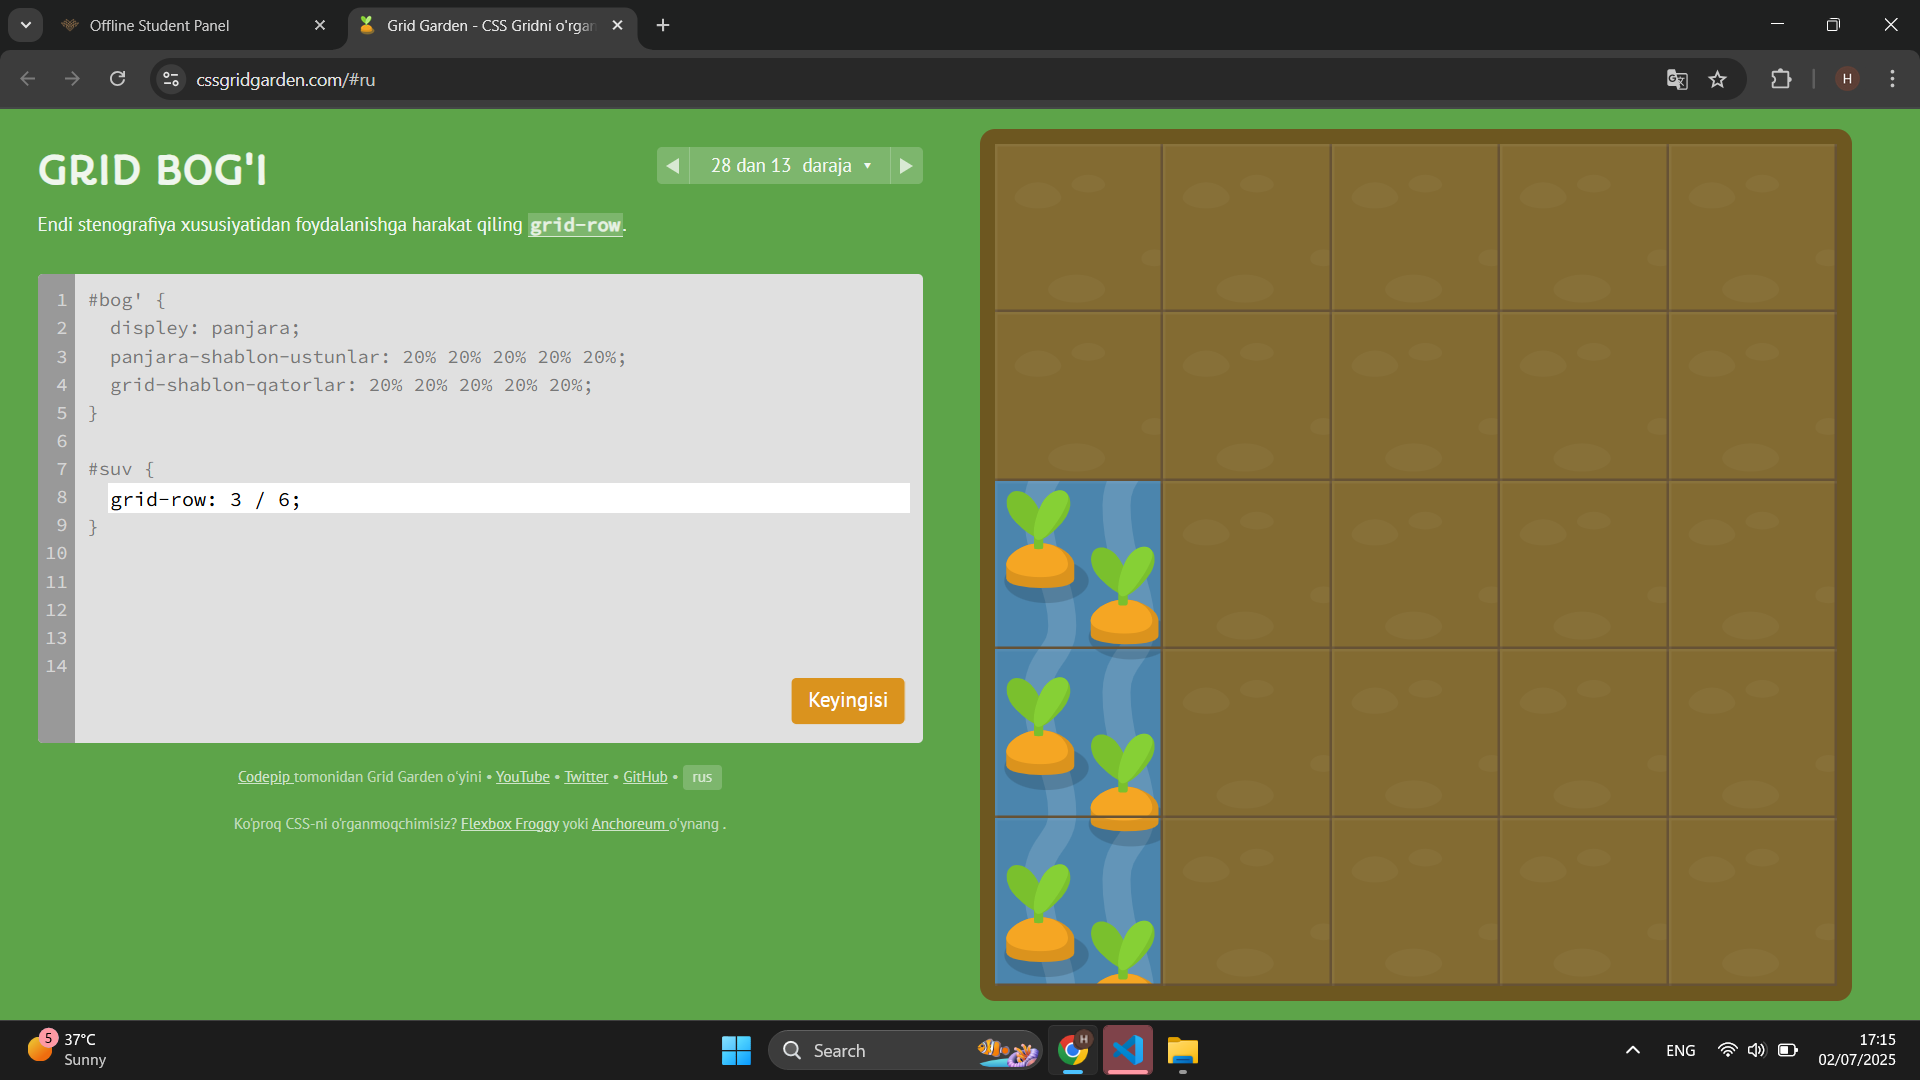 Offline Student Panel
Grid Garden - CSS Gridni o'rgan
cssgridgarden.com/#ru
H
GRID BOG'I
28 dan 13 daraja
Endi stenografiya xususiyatidan foydalanishga harakat qiling grid-row.
1 #bog' {
2 displey: panjara;
3 panjara-shablon-ustunlar: 20% 20% 20% 20% 20%;
4 grid-shablon-qatorlar: 20% 20% 20% 20% 20%;
5 }
6
7 #suv {
8 grid-row: 3 / 6;
9 }
10
11
12
13
14
Keyingisi
Codepip tomonidan Grid Garden o'yini • YouTube • Twitter • GitHub • rus
Ko'proq CSS-ni o'rganmoqchimisiz? Flexbox Froggy yoki Anchoreum o'ynang .
5
37°C
Sunny
Search
H
ENG
17:15
02/07/2025